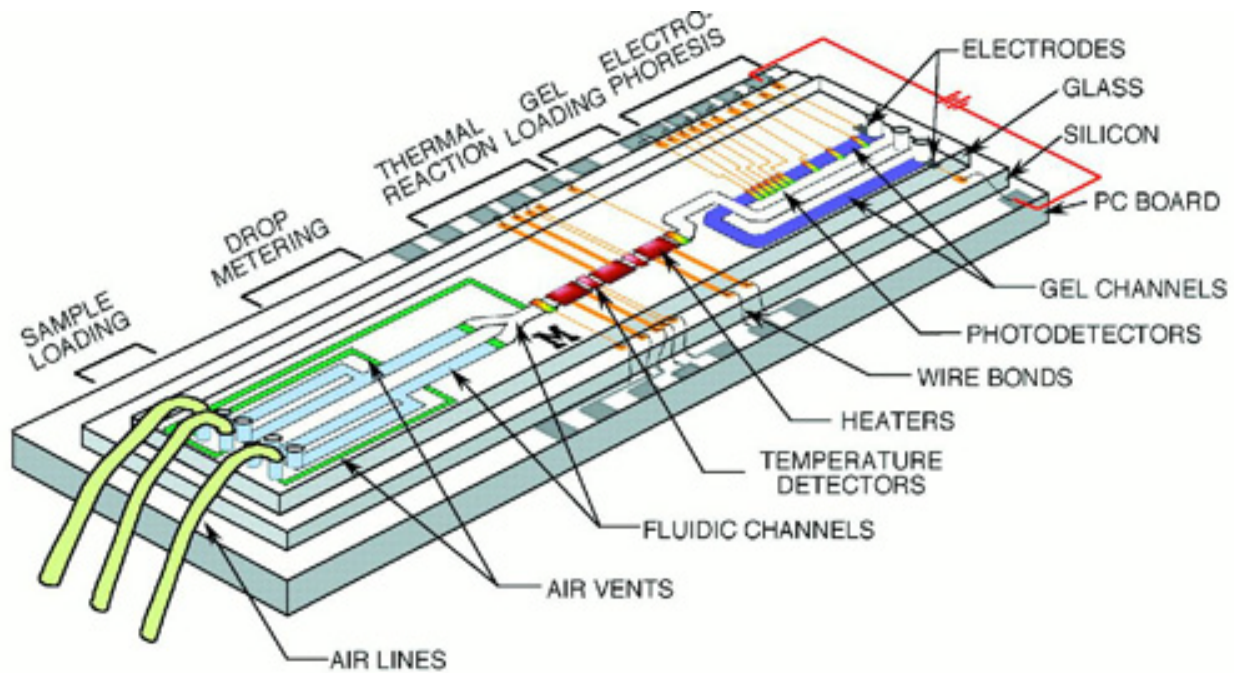 SAMPLE
LOADING
DROP
METERING
THERMAL
REACTION
GEL
LOADING
ELECTRO-
PHORESIS
ELECTRODES
GLASS
SILICON
PC BOARD
GEL CHANNELS
PHOTODETECTORS
WIRE BONDS
HEATERS
TEMPERATURE
DETECTORS
FLUIDIC CHANNELS
AIR VENTS
AIR LINES